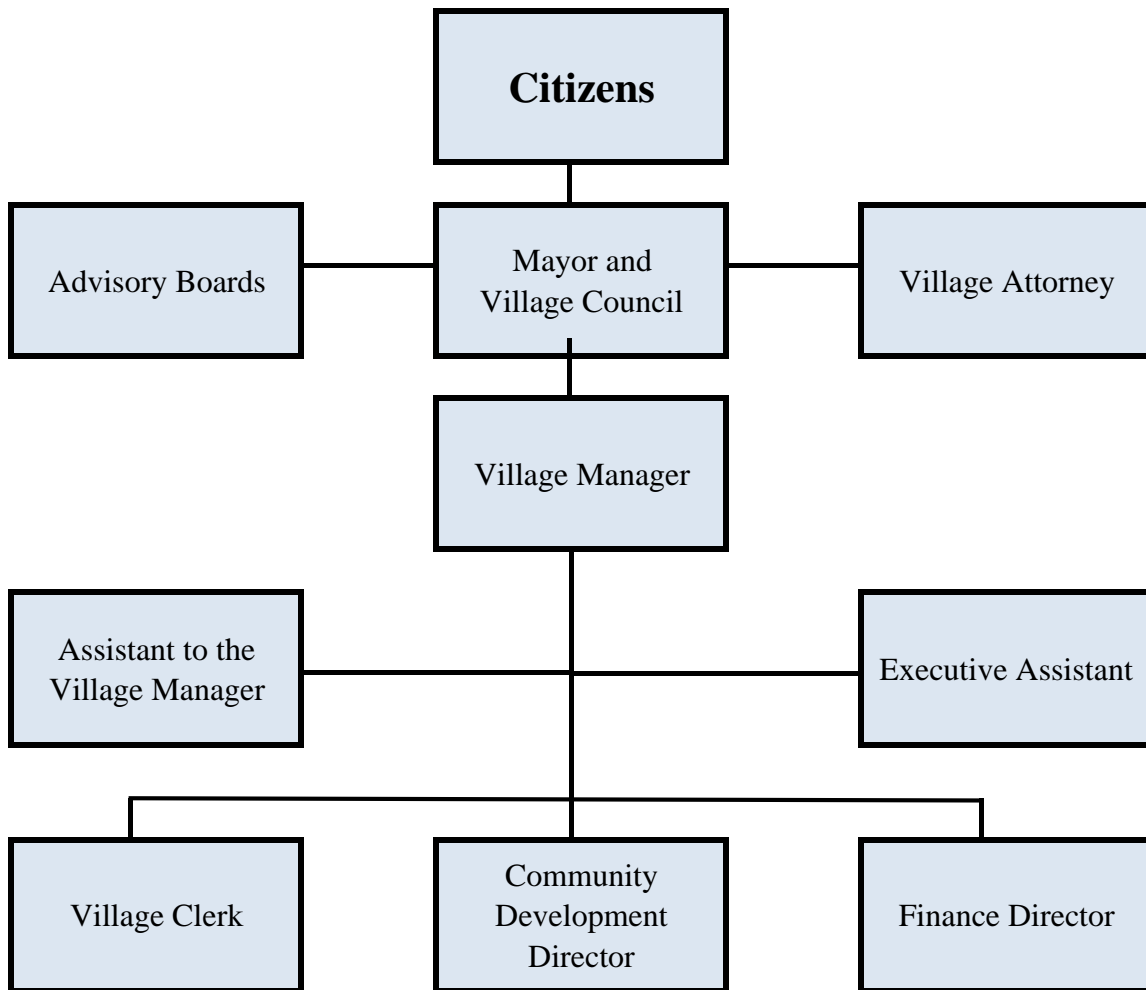 Citizens
Advisory Boards
Mayor and
Village Council
Village Attorney
Village Manager
Assistant to the
Village Manager
Executive Assistant
Village Clerk
Community
Development
Director
Finance Director